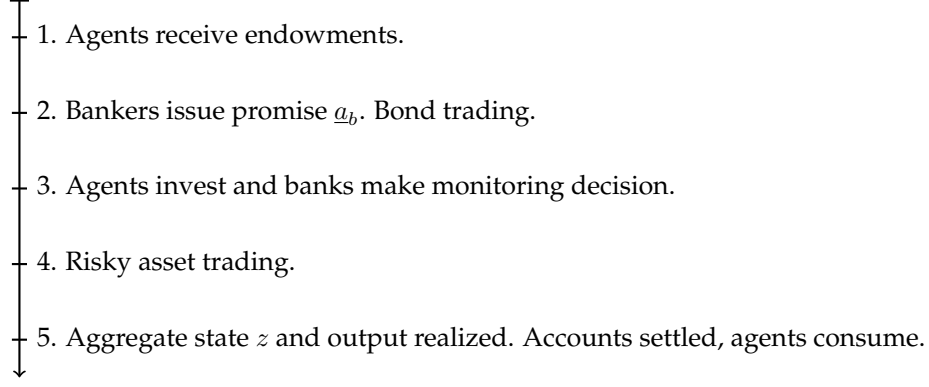 1. Agents receive endowments.
2. Bankers issue promise a̲_b. Bond trading.
3. Agents invest and banks make monitoring decision.
4. Risky asset trading.
5. Aggregate state z and output realized. Accounts settled, agents consume.